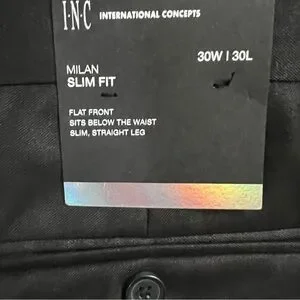 I·N·C INTERNATIONAL CONCEPTS
30W | 30L
MILAN
SLIM FIT
FLAT FRONT
SITS BELOW THE WAIST
SLIM, STRAIGHT LEG